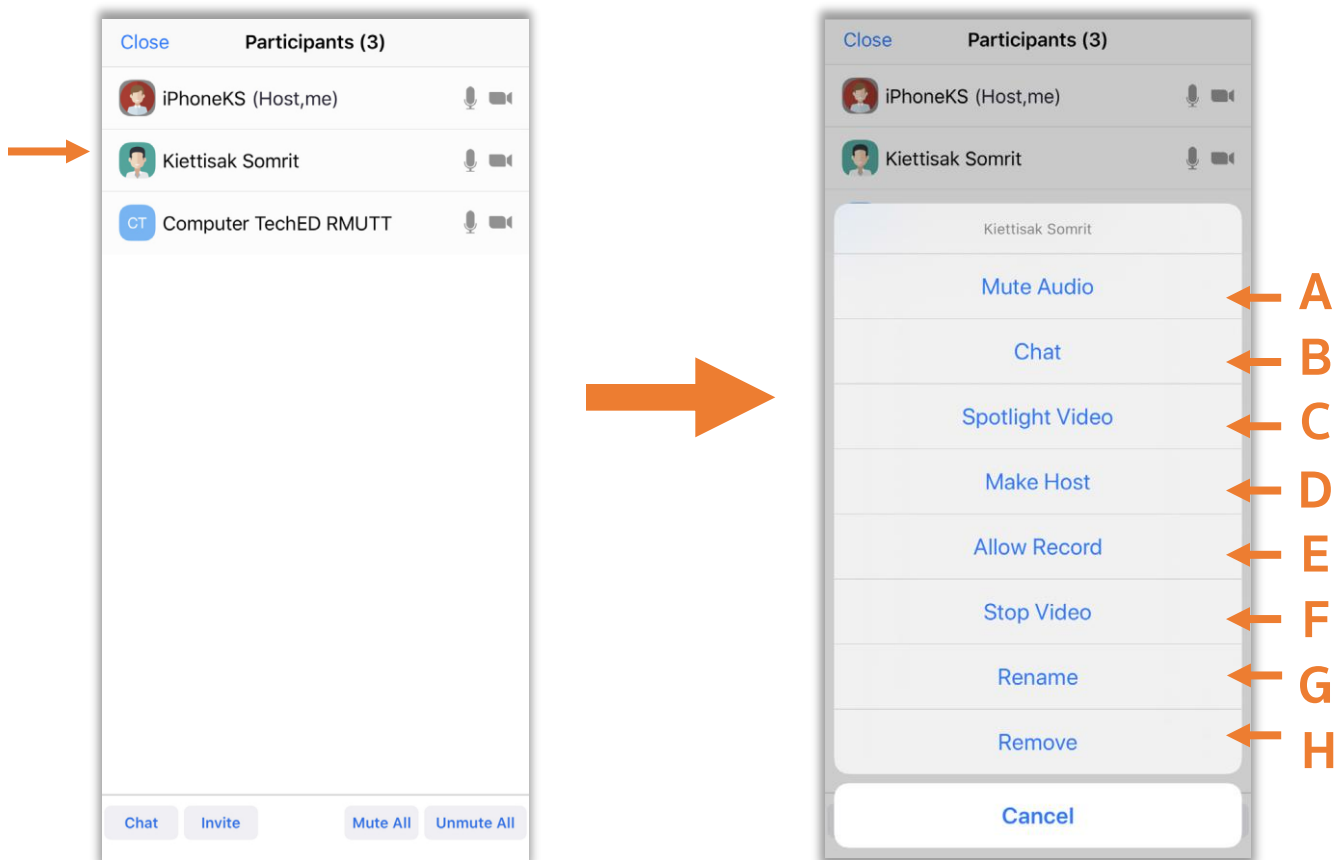 Close Participants (3)
iPhoneKS (Host,me)
Kiettisak Somrit
CT Computer TechED RMUTT
Chat Invite Mute All Unmute All
Close Participants (3)
iPhoneKS (Host,me)
Kiettisak Somrit
Kiettisak Somrit
Mute Audio A
Chat B
Spotlight Video C
Make Host D
Allow Record E
Stop Video F
Rename G
Remove H
Cancel